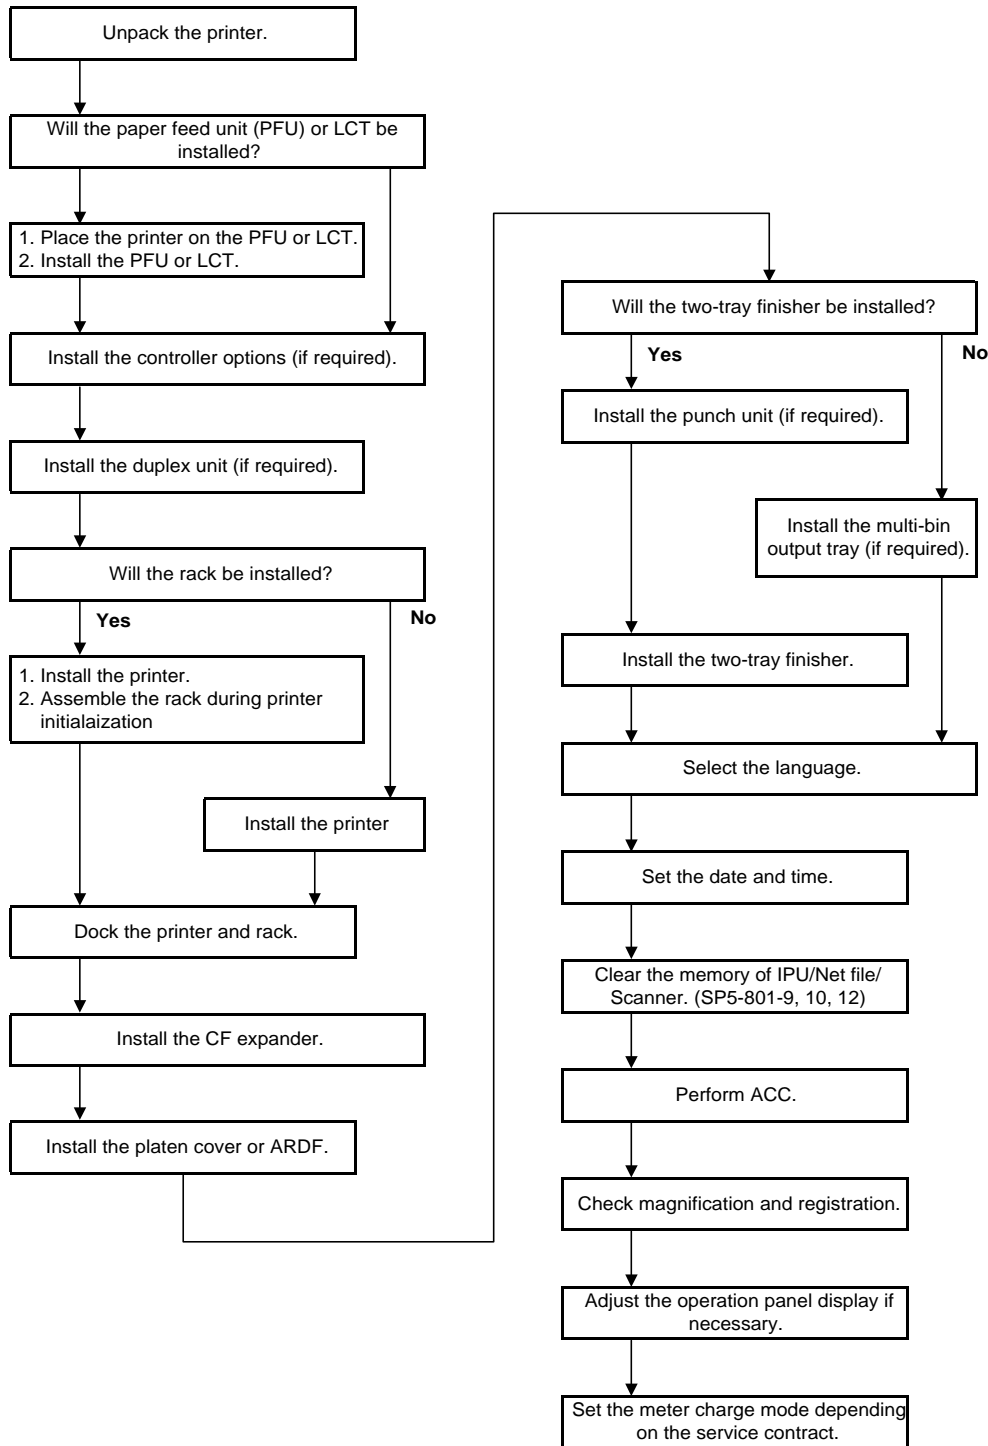 Unpack the printer.
Will the paper feed unit (PFU) or LCT be
installed?
1. Place the printer on the PFU or LCT.
2. Install the PFU or LCT.
Install the controller options (if required).
Install the duplex unit (if required).
Will the rack be installed?
Yes
No
1. Install the printer.
2. Assemble the rack during printer
initialaization
Install the printer
Dock the printer and rack.
Install the CF expander.
Install the platen cover or ARDF.
Will the two-tray finisher be installed?
Yes
No
Install the punch unit (if required).
Install the multi-bin
output tray (if required).
Install the two-tray finisher.
Select the language.
Set the date and time.
Clear the memory of IPU/Net file/
Scanner. (SP5-801-9, 10, 12)
Perform ACC.
Check magnification and registration.
Adjust the operation panel display if
necessary.
Set the meter charge mode depending
on the service contract.